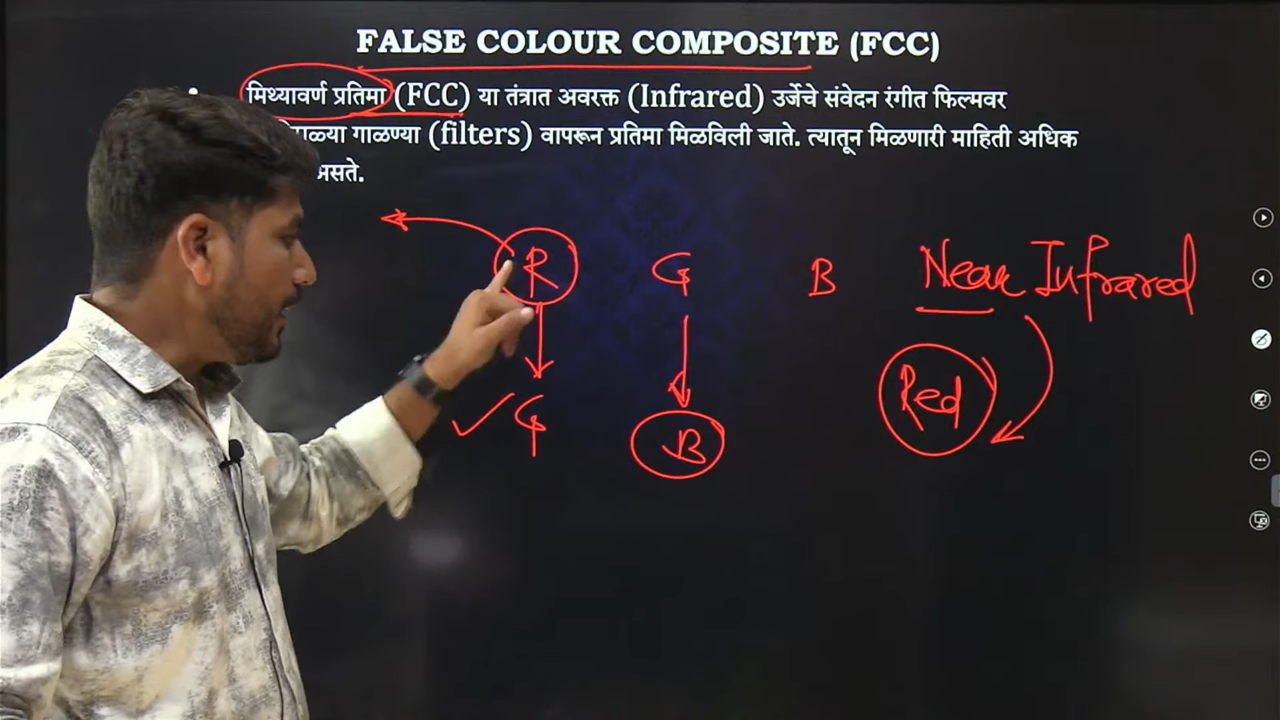 FALSE COLOUR COMPOSITE (FCC)
मिथ्यावर्ण प्रतिमा (FCC) या तंत्रात अवरक्त (Infrared) उर्जेचे संवेदन रंगीत फिल्मवर
गाळण्या (filters) वापरून प्रतिमा मिळविली जाते. त्यातून मिळणारी माहिती अधिक
असते.
R G B Near Infrared
G B Red